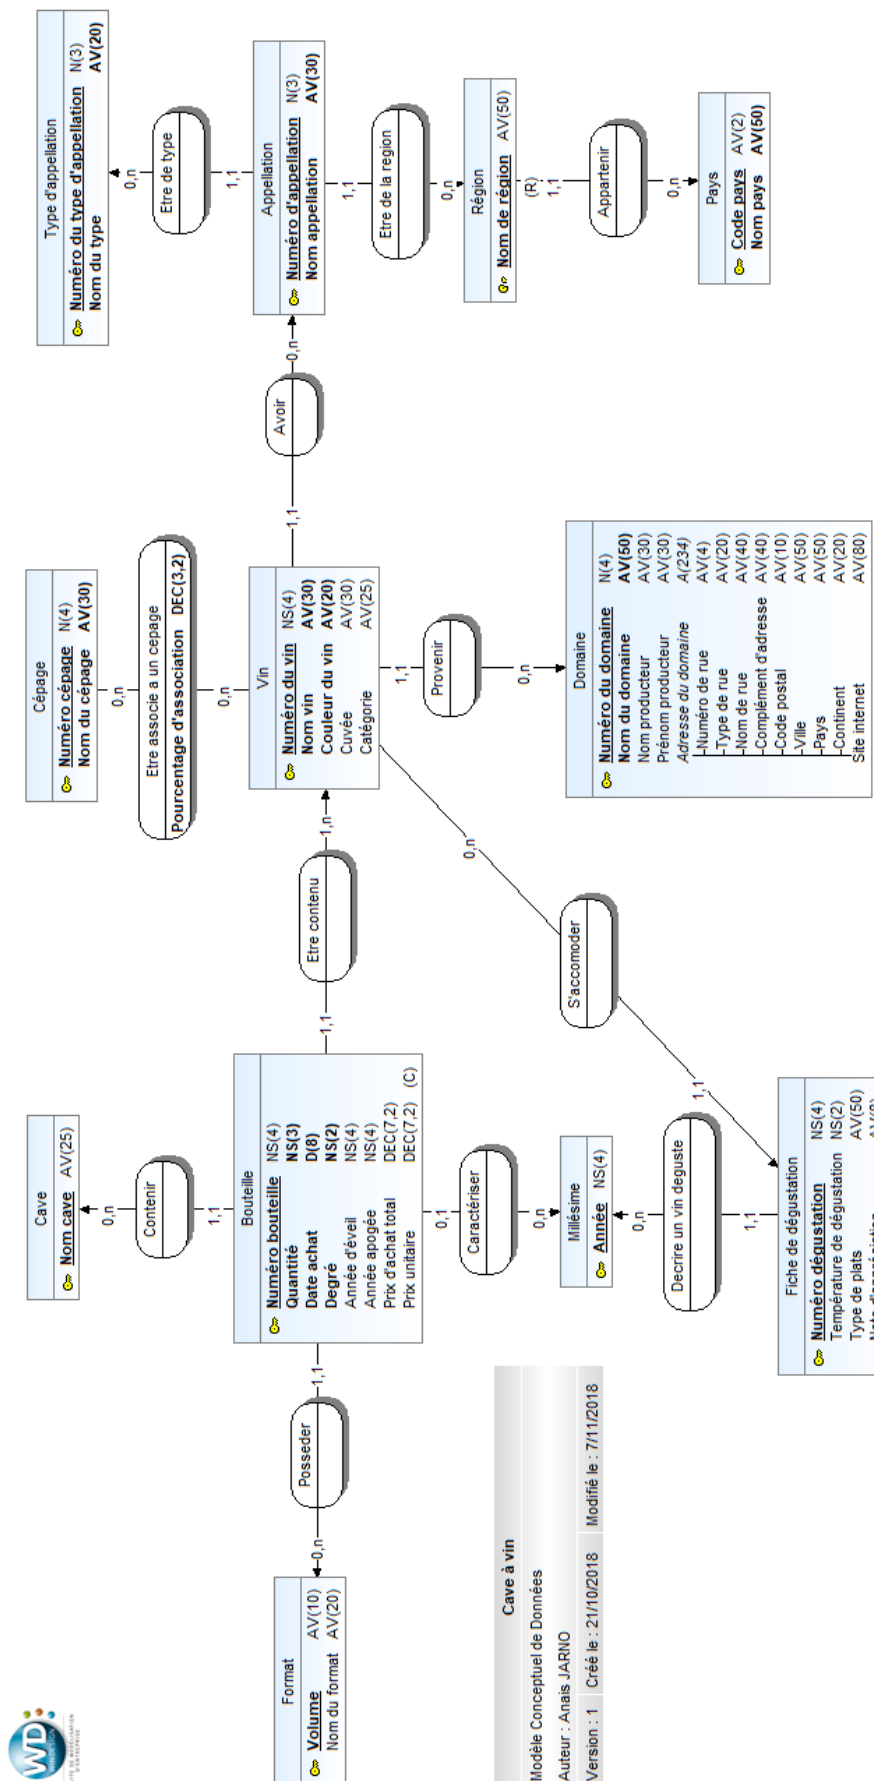 WD
Cave
Nom cave AV(25)
0,n
Contenir
1,1
Cépage
Numéro cépage N(4)
Nom du cépage AV(30)
0,n
Etre associe a un cepage
Pourcentage d'association DEC(3,2)
0,n
Type d'appellation
Numéro du type d'appellation N(3)
Nom du type AV(20)
0,n
Etre de type
1,1
Format
Volume AV(10)
Nom du format AV(20)
0,n
Posseder
1,1
Bouteille
Numéro bouteille NS(4)
Quantité NS(3)
Date achat D(8)
Degré NS(2)
Année d'éveil NS(4)
Année apogée NS(4)
Prix d'achat total DEC(7,2)
Prix unitaire DEC(7,2) (C)
1,1
Etre contenu
1,n
Vin
Numéro du vin NS(4)
Nom vin AV(30)
Couleur du vin AV(20)
Cuvée AV(30)
Catégorie AV(25)
1,1
Avoir
0,n
Appellation
Numéro d'appellation N(3)
Nom appellation AV(30)
1,1
Etre de la region
0,n
0,1
Caractériser
0,n
1,1
Provenir
0,n
0,n
S'accomoder
1,1
Région
Nom de région AV(50)
(R)
1,1
Appartenir
0,n
Cave à vin
Modèle Conceptuel de Données
Auteur : Anais JARNO
Version : 1 Créé le : 21/10/2018 Modifié le : 7/11/2018
Millésime
Année NS(4)
0,n
Decrire un vin deguste
1,1
Domaine
Numéro du domaine N(4)
Nom du domaine AV(50)
Nom producteur AV(30)
Prénom producteur AV(30)
Adresse du domaine A(234)
Numéro de rue AV(4)
Type de rue AV(20)
Nom de rue AV(40)
Complément d'adresse AV(40)
Code postal AV(10)
Ville AV(50)
Pays AV(50)
Continent AV(20)
Site internet AV(80)
Pays
Code pays AV(2)
Nom pays AV(50)
Fiche de dégustation
Numéro dégustation NS(4)
Température de dégustation NS(2)
Type de plats AV(50)